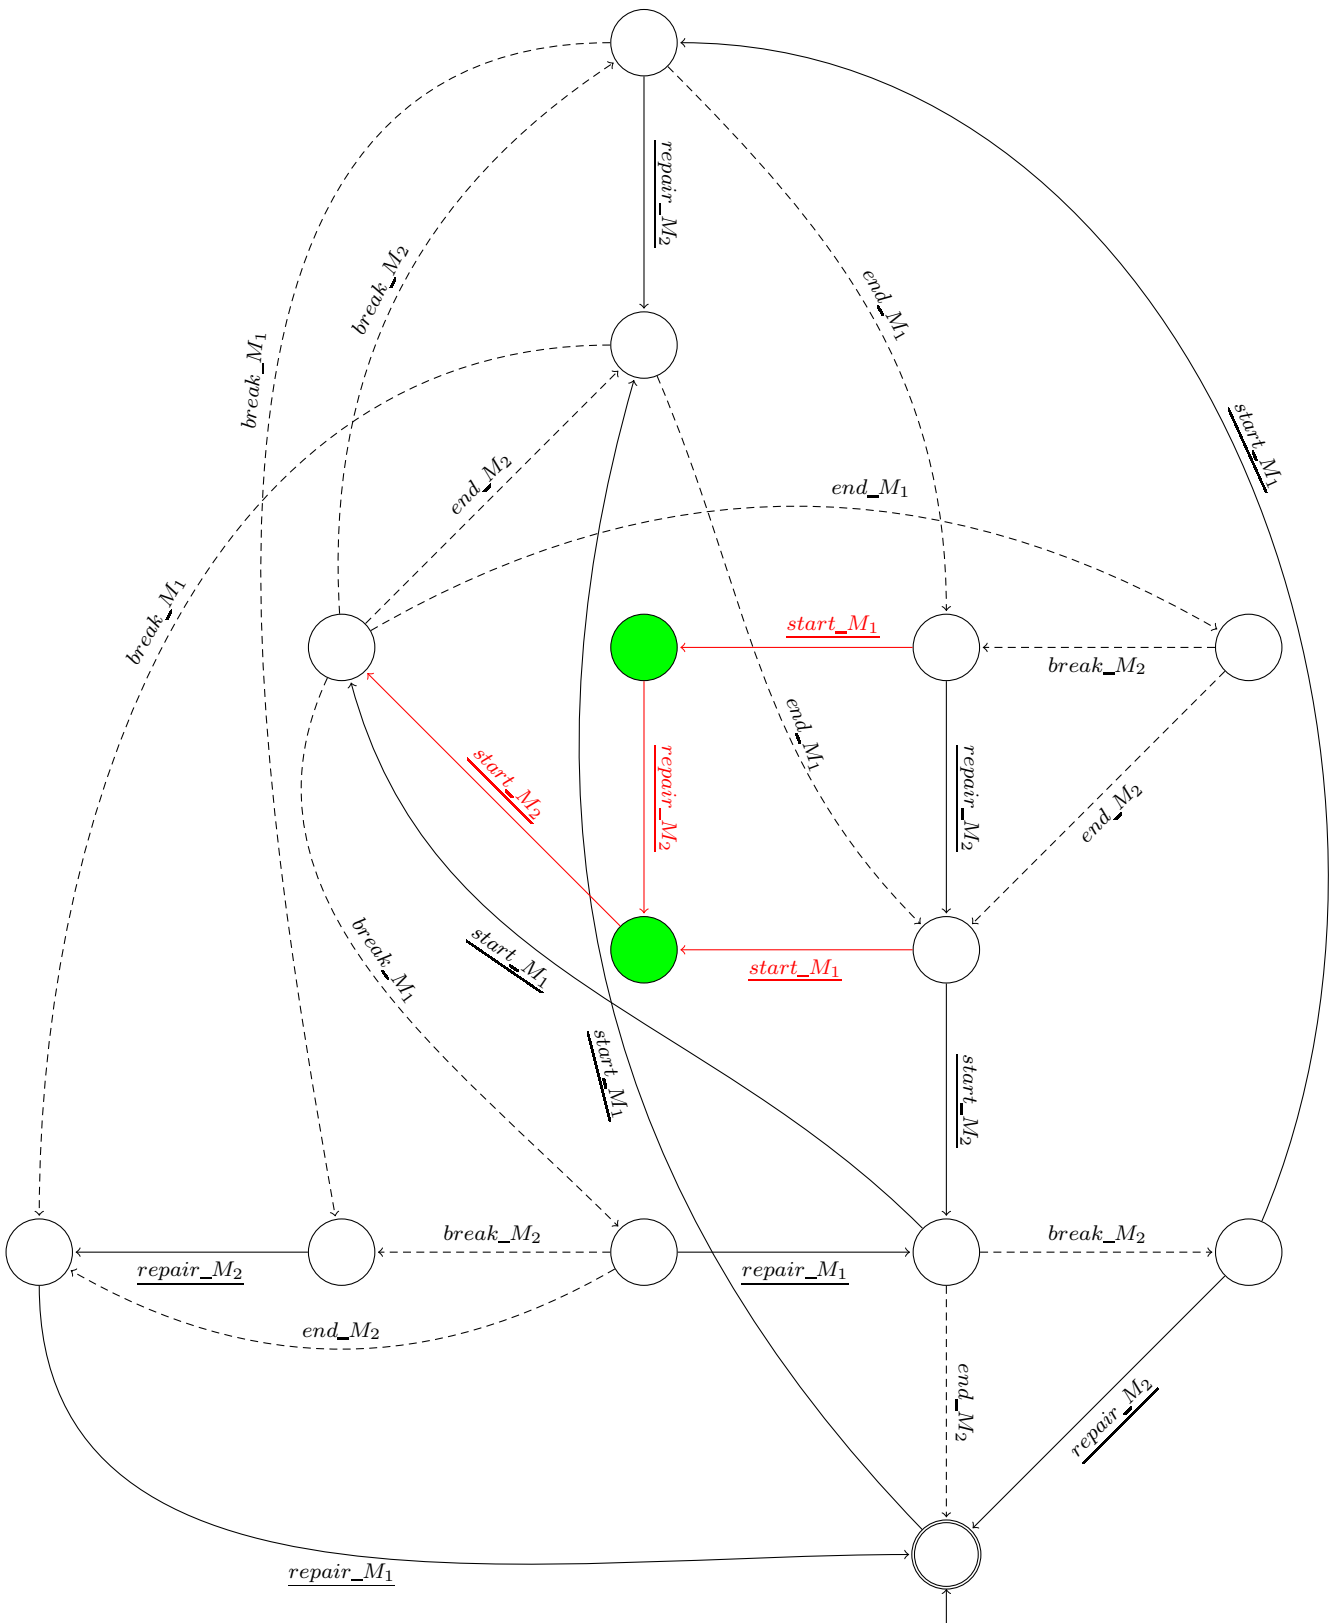 repair_M₂
break_M₂
end_M₁
break_M₁
start_M₁
end_M₂
end_M₁
break_M₁
start_M₁
break_M₂
end_M₁
start_M₂
repair_M₂
repair_M₂
end_M₂
break_M₁
start_M₁
start_M₁
start_M₁
start_M₂
break_M₂
break_M₂
repair_M₂
repair_M₁
end_M₂
end_M₂
repair_M₂
repair_M₁